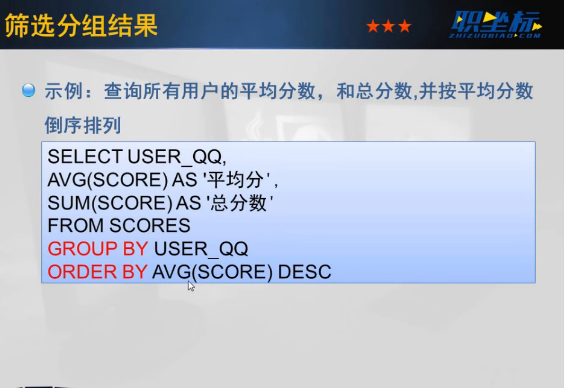 筛选分组结果
★★★
职坐标
ZHIZUOBIAO.COM
示例：查询所有用户的平均分数，和总分数,并按平均分数
倒序排列
SELECT USER_QQ,
AVG(SCORE) AS '平均分',
SUM(SCORE) AS '总分数'
FROM SCORES
GROUP BY USER_QQ
ORDER BY AVG(SCORE) DESC